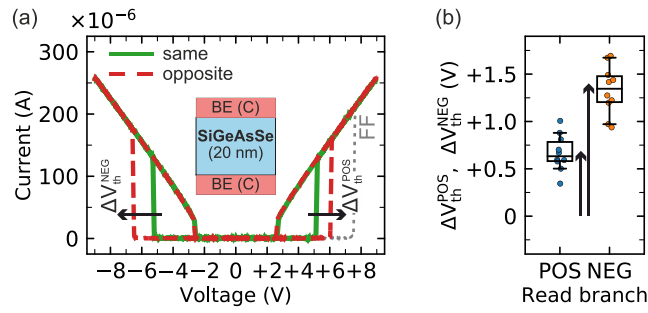 (a)
×10⁻⁶
300
200
100
0
Current (A)
same
opposite
BE (C)
SiGeAsSe
(20 nm)
BE (C)
FF
ΔV_th^NEG
ΔV_th^POS
−8 −6 −4 −2 0 +2 +4 +6 +8
Voltage (V)
(b)
ΔV_th^POS, ΔV_th^NEG (V)
+1.5
+1.0
+0.5
0
POS NEG
Read branch